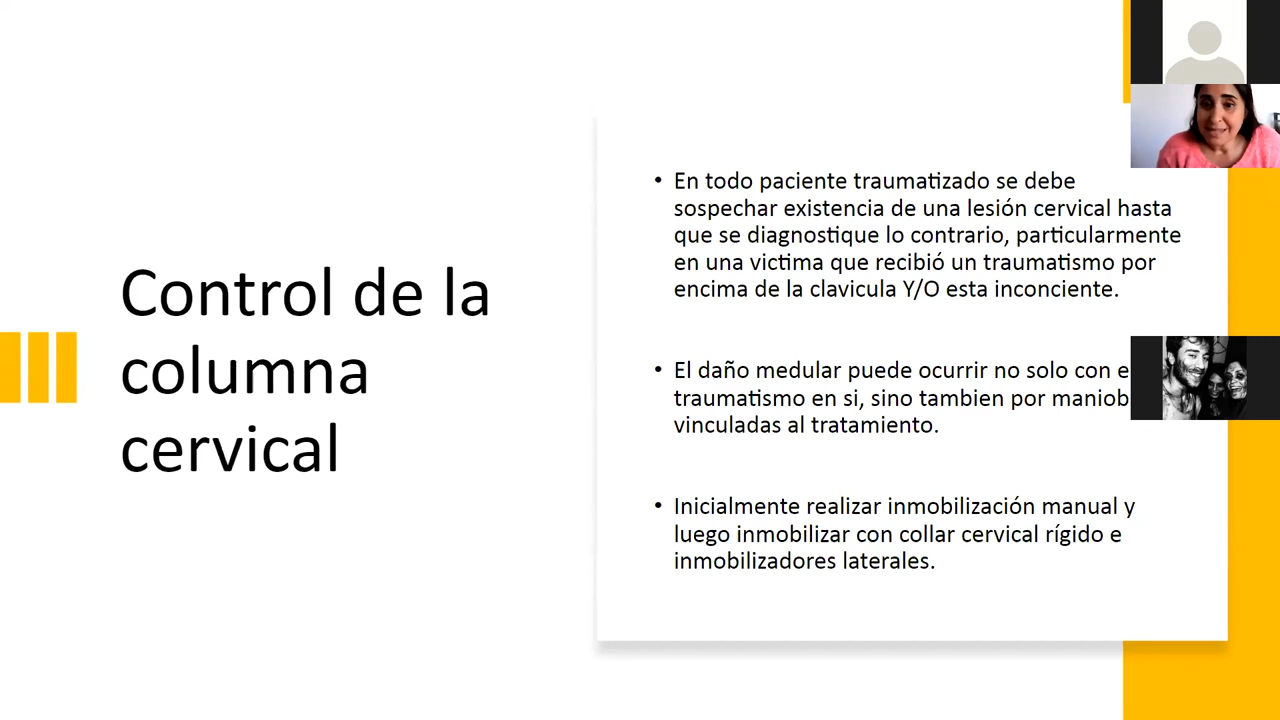 Control de la
columna
cervical
• En todo paciente traumatizado se debe
sospechar existencia de una lesión cervical hasta
que se diagnostique lo contrario, particularmente
en una victima que recibió un traumatismo por
encima de la clavicula Y/O esta inconciente.
• El daño medular puede ocurrir no solo con
traumatismo en si, sino tambien por
vinculadas al tratamiento.
• Inicialmente realizar inmobilización manual y
luego inmobilizar con collar cervical rígido e
inmobilizadores laterales.